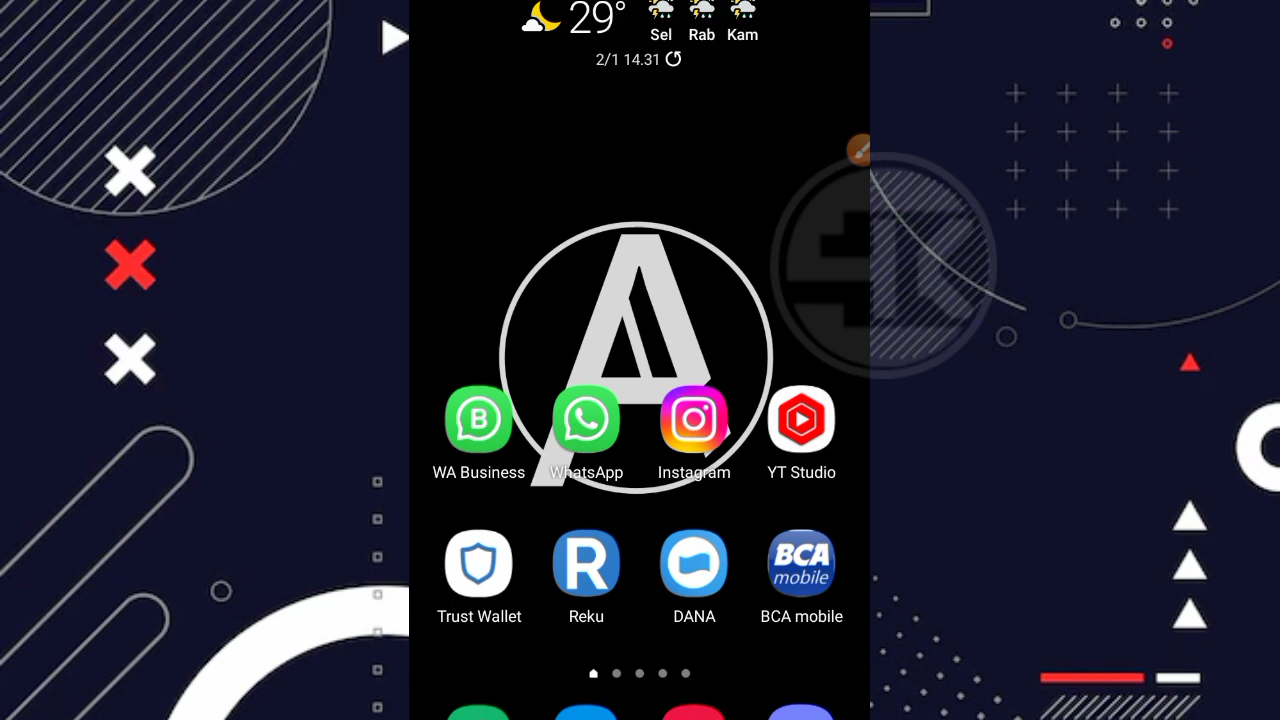 29°
Sel Rab Kam
2/1 14.31
A
B
WA Business WhatsApp Instagram YT Studio
R BCA mobile
Trust Wallet Reku DANA BCA mobile